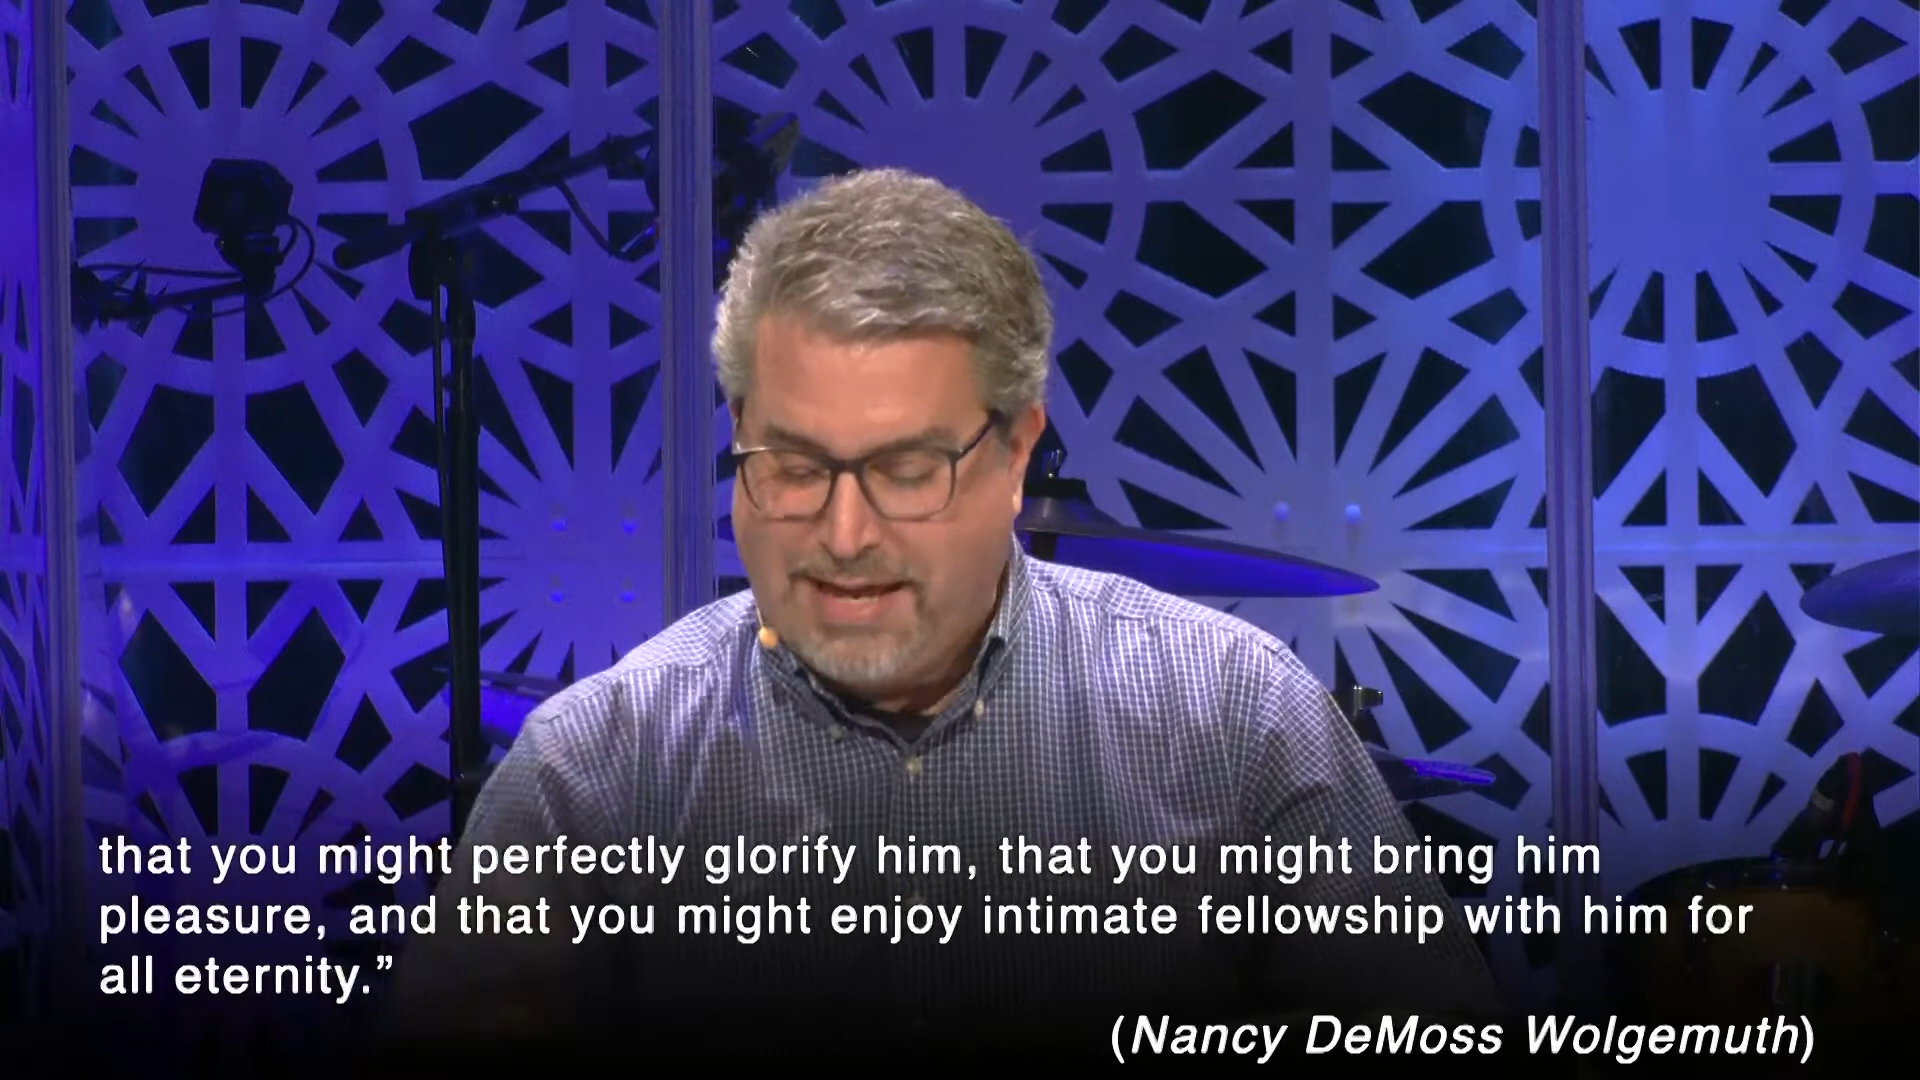 that you might perfectly glorify him, that you might bring him
pleasure, and that you might enjoy intimate fellowship with him for
all eternity.”
(Nancy DeMoss Wolgemuth)